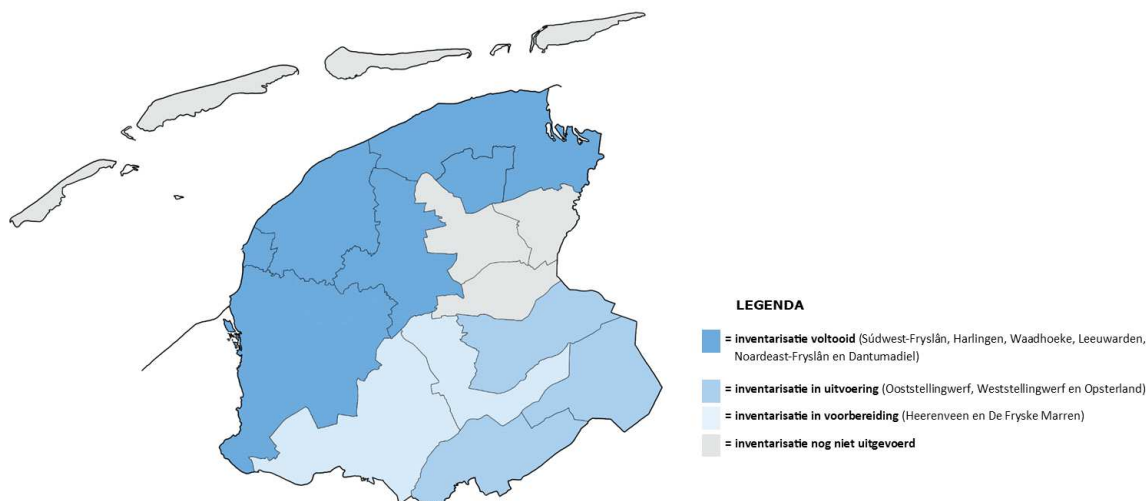 LEGENDA
= inventarisatie voltooid (Súdwest-Fryslân, Harlingen, Waadhoeke, Leeuwarden,
Noardeast-Fryslân en Dantumadiel)
= inventarisatie in uitvoering (Ooststellingwerf, Weststellingwerf en Opsterland)
= inventarisatie in voorbereiding (Heerenveen en De Fryske Marren)
= inventarisatie nog niet uitgevoerd